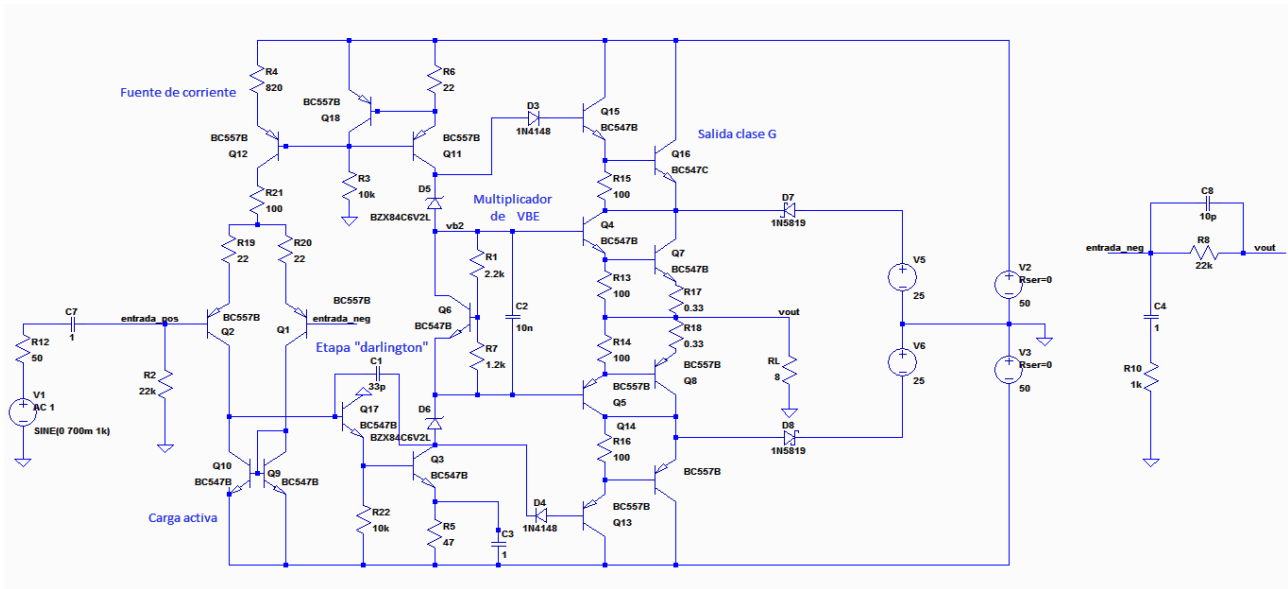 R4
820
Fuente de corriente
BC557B
Q12
R21
100
R19
22
R20
22
BC557B
Q18
R3
10k
R6
22
BC557B
Q11
D5
BZX84C6V2L
vb2
Multiplicador
de VBE
R1
2.2k
Q6
BC547B
R7
1.2k
C2
10n
D3
1N4148
Q15
BC547B
Salida clase G
Q16
BC547C
R15
100
Q4
BC547B
Q7
BC547B
R13
100
R17
0.33
vout
R18
0.33
R14
100
RL
8
BC557B
Q8
BC557B
Q5
Q14
R16
100
BC557B
BC557B
Q13
D7
1N5819
D8
1N5819
V5
25
V6
25
V2
Rser=0
50
V3
Rser=0
50
C7
1
entrada_pos
BC557B
Q2
BC557B
Q1
entrada_neg
R12
50
V1
AC 1
SINE(0 700m 1k)
R2
22k
Etapa "darlington"
C1
33p
Q17
BC547B
D6
BZX84C6V2L
Q3
BC547B
Q10
BC547B
Q9
BC547B
Carga activa
R22
10k
R5
47
C3
1
D4
1N4148
C8
10p
entrada_neg
R8
22k
vout
C4
1
R10
1k